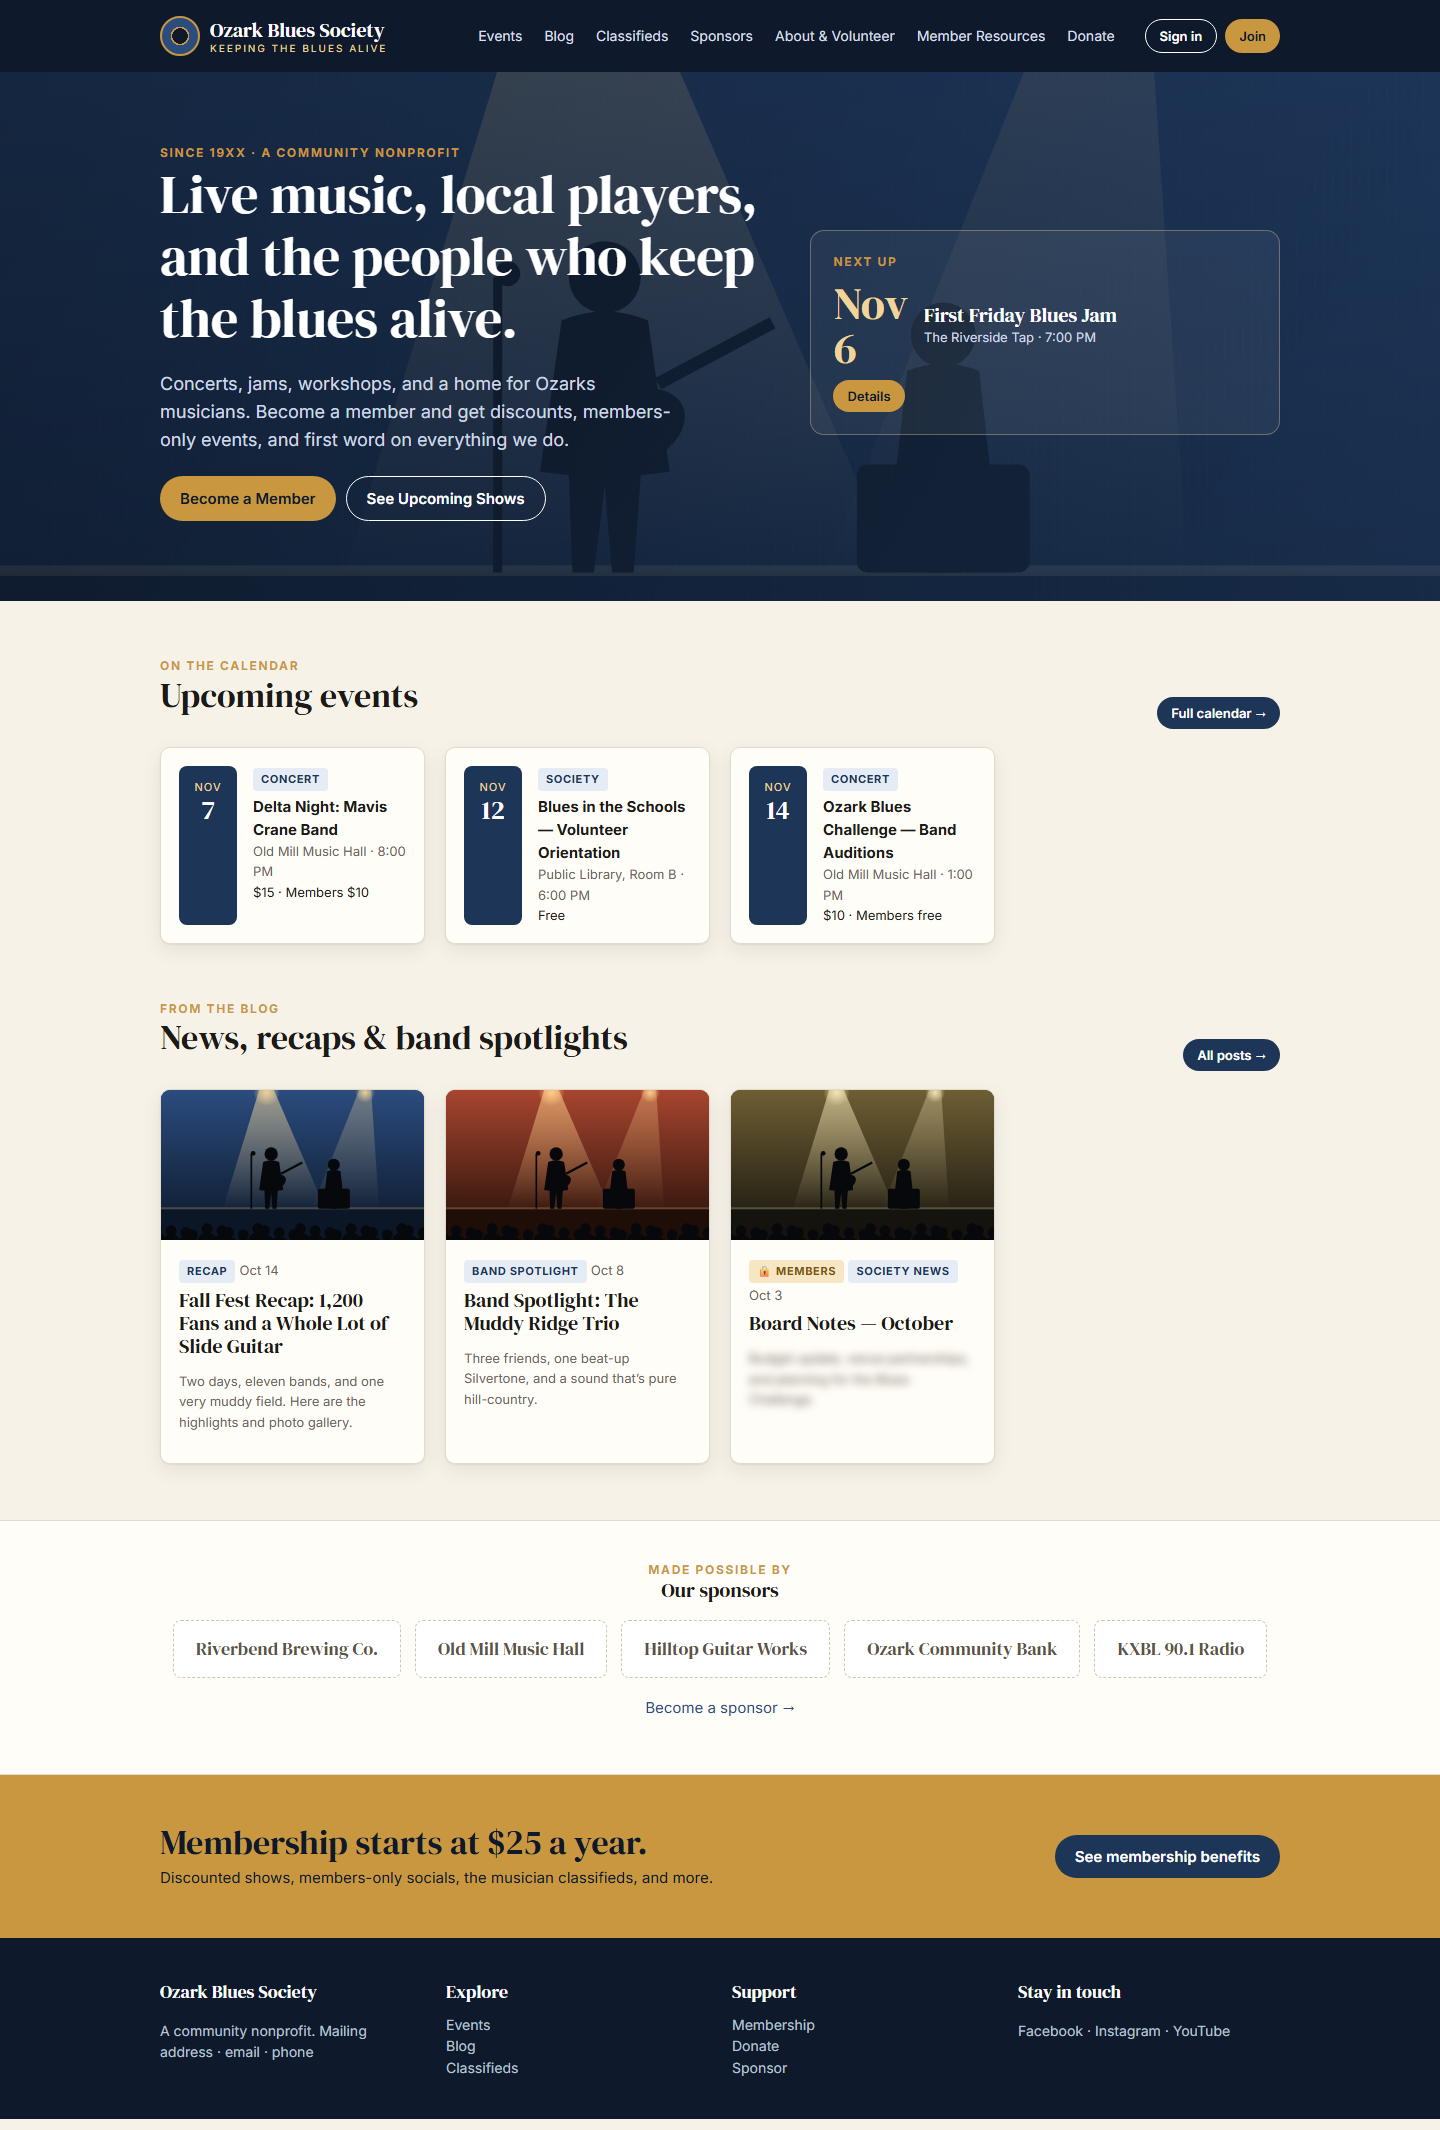 Ozark Blues Society
KEEPING THE BLUES ALIVE
Events Blog Classifieds Sponsors About & Volunteer Member Resources Donate Sign in Join
SINCE 19XX · A COMMUNITY NONPROFIT
Live music, local players,
and the people who keep
the blues alive.
Concerts, jams, workshops, and a home for Ozarks
musicians. Become a member and get discounts, members-
only events, and first word on everything we do.
Become a Member See Upcoming Shows
NEXT UP
Nov
6
First Friday Blues Jam
The Riverside Tap · 7:00 PM
Details
ON THE CALENDAR
Upcoming events
Full calendar →
NOV
7
CONCERT
Delta Night: Mavis
Crane Band
Old Mill Music Hall · 8:00
PM
$15 · Members $10
NOV
12
SOCIETY
Blues in the Schools
— Volunteer
Orientation
Public Library, Room B ·
6:00 PM
Free
NOV
14
CONCERT
Ozark Blues
Challenge — Band
Auditions
Old Mill Music Hall · 1:00
PM
$10 · Members free
FROM THE BLOG
News, recaps & band spotlights
All posts →
RECAP Oct 14
Fall Fest Recap: 1,200
Fans and a Whole Lot of
Slide Guitar
Two days, eleven bands, and one
very muddy field. Here are the
highlights and photo gallery.
BAND SPOTLIGHT Oct 8
Band Spotlight: The
Muddy Ridge Trio
Three friends, one beat-up
Silvertone, and a sound that's pure
hill-country.
🔒 MEMBERS SOCIETY NEWS
Oct 3
Board Notes — October
MADE POSSIBLE BY
Our sponsors
Riverbend Brewing Co. Old Mill Music Hall Hilltop Guitar Works Ozark Community Bank KXBL 90.1 Radio
Become a sponsor →
Membership starts at $25 a year.
Discounted shows, members-only socials, the musician classifieds, and more.
See membership benefits
Ozark Blues Society
A community nonprofit. Mailing
address · email · phone
Explore
Events
Blog
Classifieds
Support
Membership
Donate
Sponsor
Stay in touch
Facebook · Instagram · YouTube